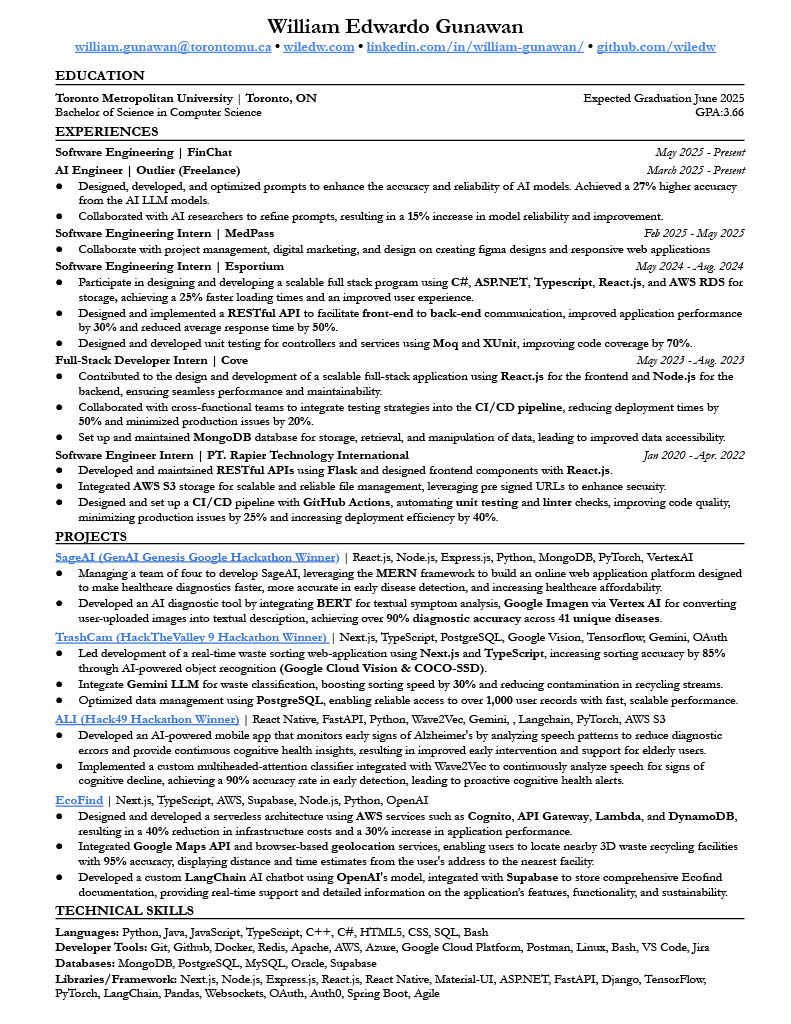 William Edwardo Gunawan
william.gunawan@torontomu.ca • wiledw.com • linkedin.com/in/william-gunawan/ • github.com/wiledw
EDUCATION
Toronto Metropolitan University | Toronto, ON Expected Graduation June 2025
Bachelor of Science in Computer Science GPA:3.66
EXPERIENCES
Software Engineering | FinChat May 2025 - Present
AI Engineer | Outlier (Freelance) March 2025 - Present
● Designed, developed, and optimized prompts to enhance the accuracy and reliability of AI models. Achieved a 27% higher accuracy
from the AI LLM models.
● Collaborated with AI researchers to refine prompts, resulting in a 15% increase in model reliability and improvement.
Software Engineering Intern | MedPass Feb 2025 - May 2025
● Collaborate with project management, digital marketing, and design on creating figma designs and responsive web applications
Software Engineering Intern | Esportium May 2024 - Aug. 2024
● Participate in designing and developing a scalable full stack program using C#, ASP.NET, Typescript, React.js, and AWS RDS for
storage, achieving a 25% faster loading times and an improved user experience.
● Designed and implemented a RESTful API to facilitate front-end to back-end communication, improved application performance
by 30% and reduced average response time by 50%.
● Designed and developed unit testing for controllers and services using Moq and XUnit, improving code coverage by 70%.
Full-Stack Developer Intern | Cove May 2023 - Aug. 2023
● Contributed to the design and development of a scalable full-stack application using React.js for the frontend and Node.js for the
backend, ensuring seamless performance and maintainability.
● Collaborated with cross-functional teams to integrate testing strategies into the CI/CD pipeline, reducing deployment times by
50% and minimized production issues by 20%.
● Set up and maintained MongoDB database for storage, retrieval, and manipulation of data, leading to improved data accessibility.
Software Engineer Intern | PT. Rapier Technology International Jan 2020 - Apr. 2022
● Developed and maintained RESTful APIs using Flask and designed frontend components with React.js.
● Integrated AWS S3 storage for scalable and reliable file management, leveraging pre signed URLs to enhance security.
● Designed and set up a CI/CD pipeline with GitHub Actions, automating unit testing and linter checks, improving code quality,
minimizing production issues by 25% and increasing deployment efficiency by 40%.
PROJECTS
SageAI (GenAI Genesis Google Hackathon Winner) | React.js, Node.js, Express.js, Python, MongoDB, PyTorch, VertexAI
● Managing a team of four to develop SageAI, leveraging the MERN framework to build an online web application platform designed
to make healthcare diagnostics faster, more accurate in early disease detection, and increasing healthcare affordability.
● Developed an AI diagnostic tool by integrating BERT for textual symptom analysis, Google Imagen via Vertex AI for converting
user-uploaded images into textual description, achieving over 90% diagnostic accuracy across 41 unique diseases.
TrashCam (HackTheValley 9 Hackathon Winner) | Next.js, TypeScript, PostgreSQL, Google Vision, Tensorflow, Gemini, OAuth
● Led development of a real-time waste sorting web-application using Next.js and TypeScript, increasing sorting accuracy by 85%
through AI-powered object recognition (Google Cloud Vision & COCO-SSD).
● Integrate Gemini LLM for waste classification, boosting sorting speed by 30% and reducing contamination in recycling streams.
● Optimized data management using PostgreSQL, enabling reliable access to over 1,000 user records with fast, scalable performance.
ALI (Hack49 Hackathon Winner) | React Native, FastAPI, Python, Wave2Vec, Gemini, , Langchain, PyTorch, AWS S3
● Developed an AI-powered mobile app that monitors early signs of Alzheimer's by analyzing speech patterns to reduce diagnostic
errors and provide continuous cognitive health insights, resulting in improved early intervention and support for elderly users.
● Implemented a custom multiheaded-attention classifier integrated with Wave2Vec to continuously analyze speech for signs of
cognitive decline, achieving a 90% accuracy rate in early detection, leading to proactive cognitive health alerts.
EcoFind | Next.js, TypeScript, AWS, Supabase, Node.js, Python, OpenAI
● Designed and developed a serverless architecture using AWS services such as Cognito, API Gateway, Lambda, and DynamoDB,
resulting in a 40% reduction in infrastructure costs and a 30% increase in application performance.
● Integrated Google Maps API and browser-based geolocation services, enabling users to locate nearby 3D waste recycling facilities
with 95% accuracy, displaying distance and time estimates from the user's address to the nearest facility.
● Developed a custom LangChain AI chatbot using OpenAI's model, integrated with Supabase to store comprehensive Ecofind
documentation, providing real-time support and detailed information on the application's features, functionality, and sustainability.
TECHNICAL SKILLS
Languages: Python, Java, JavaScript, TypeScript, C++, C#, HTML5, CSS, SQL, Bash
Developer Tools: Git, Github, Docker, Redis, Apache, AWS, Azure, Google Cloud Platform, Postman, Linux, Bash, VS Code, Jira
Databases: MongoDB, PostgreSQL, MySQL, Oracle, Supabase
Libraries/Framework: Next.js, Node.js, Express.js, React.js, React Native, Material-UI, ASP.NET, FastAPI, Django, TensorFlow,
PyTorch, LangChain, Pandas, Websockets, OAuth, Auth0, Spring Boot, Agile